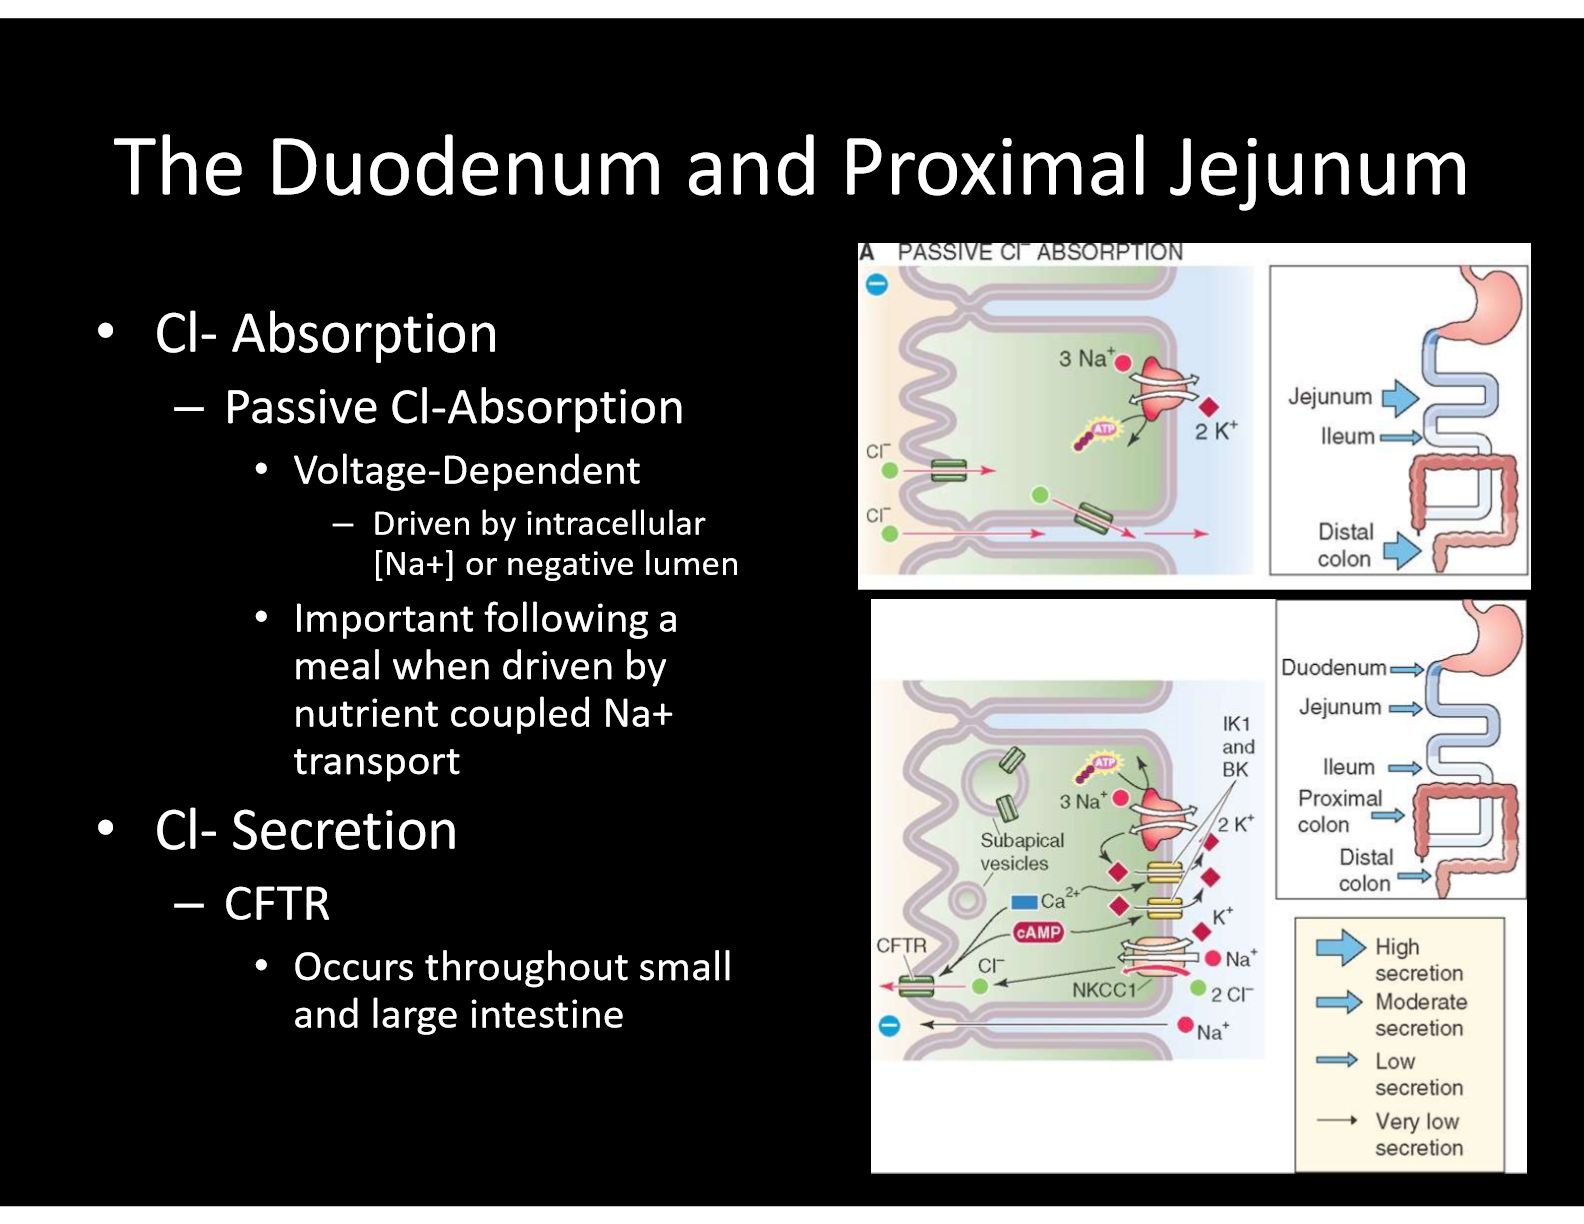 The Duodenum and Proximal Jejunum
• Cl- Absorption
– Passive Cl-Absorption
• Voltage-Dependent
– Driven by intracellular
[Na+] or negative lumen
• Important following a
meal when driven by
nutrient coupled Na+
transport
• Cl- Secretion
– CFTR
• Occurs throughout small
and large intestine
A PASSIVE Cl⁻ ABSORPTION
3 Na⁺
ATP
2 K⁺
Cl⁻
Cl⁻
Jejunum
Ileum
Distal
colon
IK1
and
BK
ATP
3 Na⁺
2 K⁺
Subapical
vesicles
Ca²⁺
cAMP
K⁺
CFTR
Cl⁻
Na⁺
NKCC1
2 Cl⁻
Na⁺
Duodenum
Jejunum
Ileum
Proximal
colon
Distal
colon
High
secretion
Moderate
secretion
Low
secretion
Very low
secretion